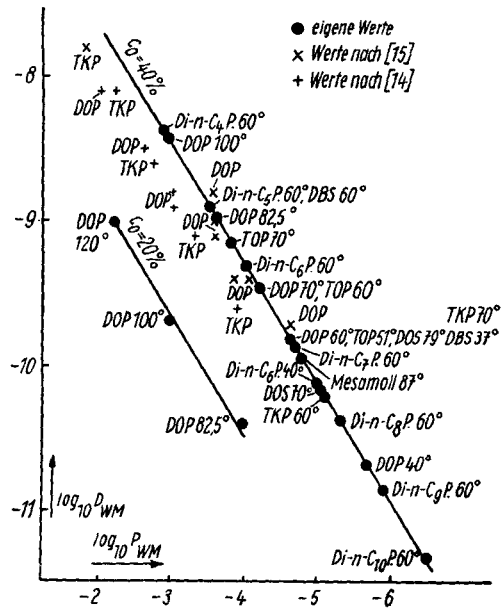 ● eigene Werte
× Werte nach [15]
+ Werte nach [14]
-8
-9
-10
-11
C₀=40%
C₀=20%
TKP
DOP TKP
Di-n-C₄P. 60°
DOP 100°
DOP
TKP
DOP
Di-n-C₅P. 60°, DBS 60°
DOP
DOP
DOP 82,5°
TKP
TOP 70°
DOP
120°
Di-n-C₆P. 60°
DOP
DOP 70°, TOP 60°
TKP
DOP
TKP 70°
DOP 100°
DOP 60°, TOP 51°, DOS 79° DBS 37°
Di-n-C₇P. 60°
Di-n-C₆P. 40°
Mesamoll 87°
DOS 70°
TKP 60°
DOP 82,5°
Di-n-C₈P. 60°
DOP 40°
Di-n-C₉P. 60°
log₁₀ D_WM
log₁₀ P_WM
Di-n-C₁₀P. 60°
-2 -3 -4 -5 -6